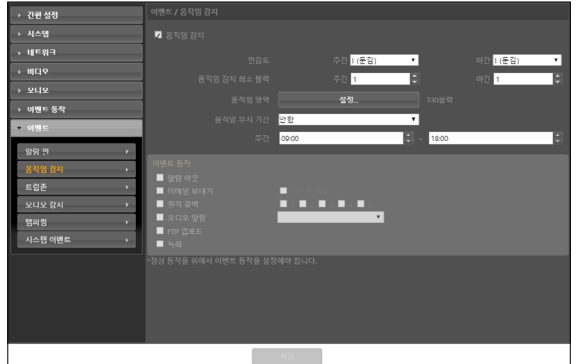 간편 설정
시스템
네트워크
비디오
오디오
이벤트 동작
이벤트
알람 인
움직임 감지
트립존
오디오 감지
탬퍼링
시스템 이벤트
이벤트 / 움직임 감지
움직임 감지
민감도 주간 1 (둔감) 야간 1 (둔감)
움직임 감지 최소 블럭 주간 1 야간 1
움직임 영역 설정... 330블럭
움직임 무시 기간 안함
주간 09:00 ~ 18:00
이벤트 동작
알람 아웃
이메일 보내기
원격 콜백
오디오 알람
FTP 업로드
녹화
*정상 동작을 위해서 이벤트 동작을 설정해야 합니다.
저장